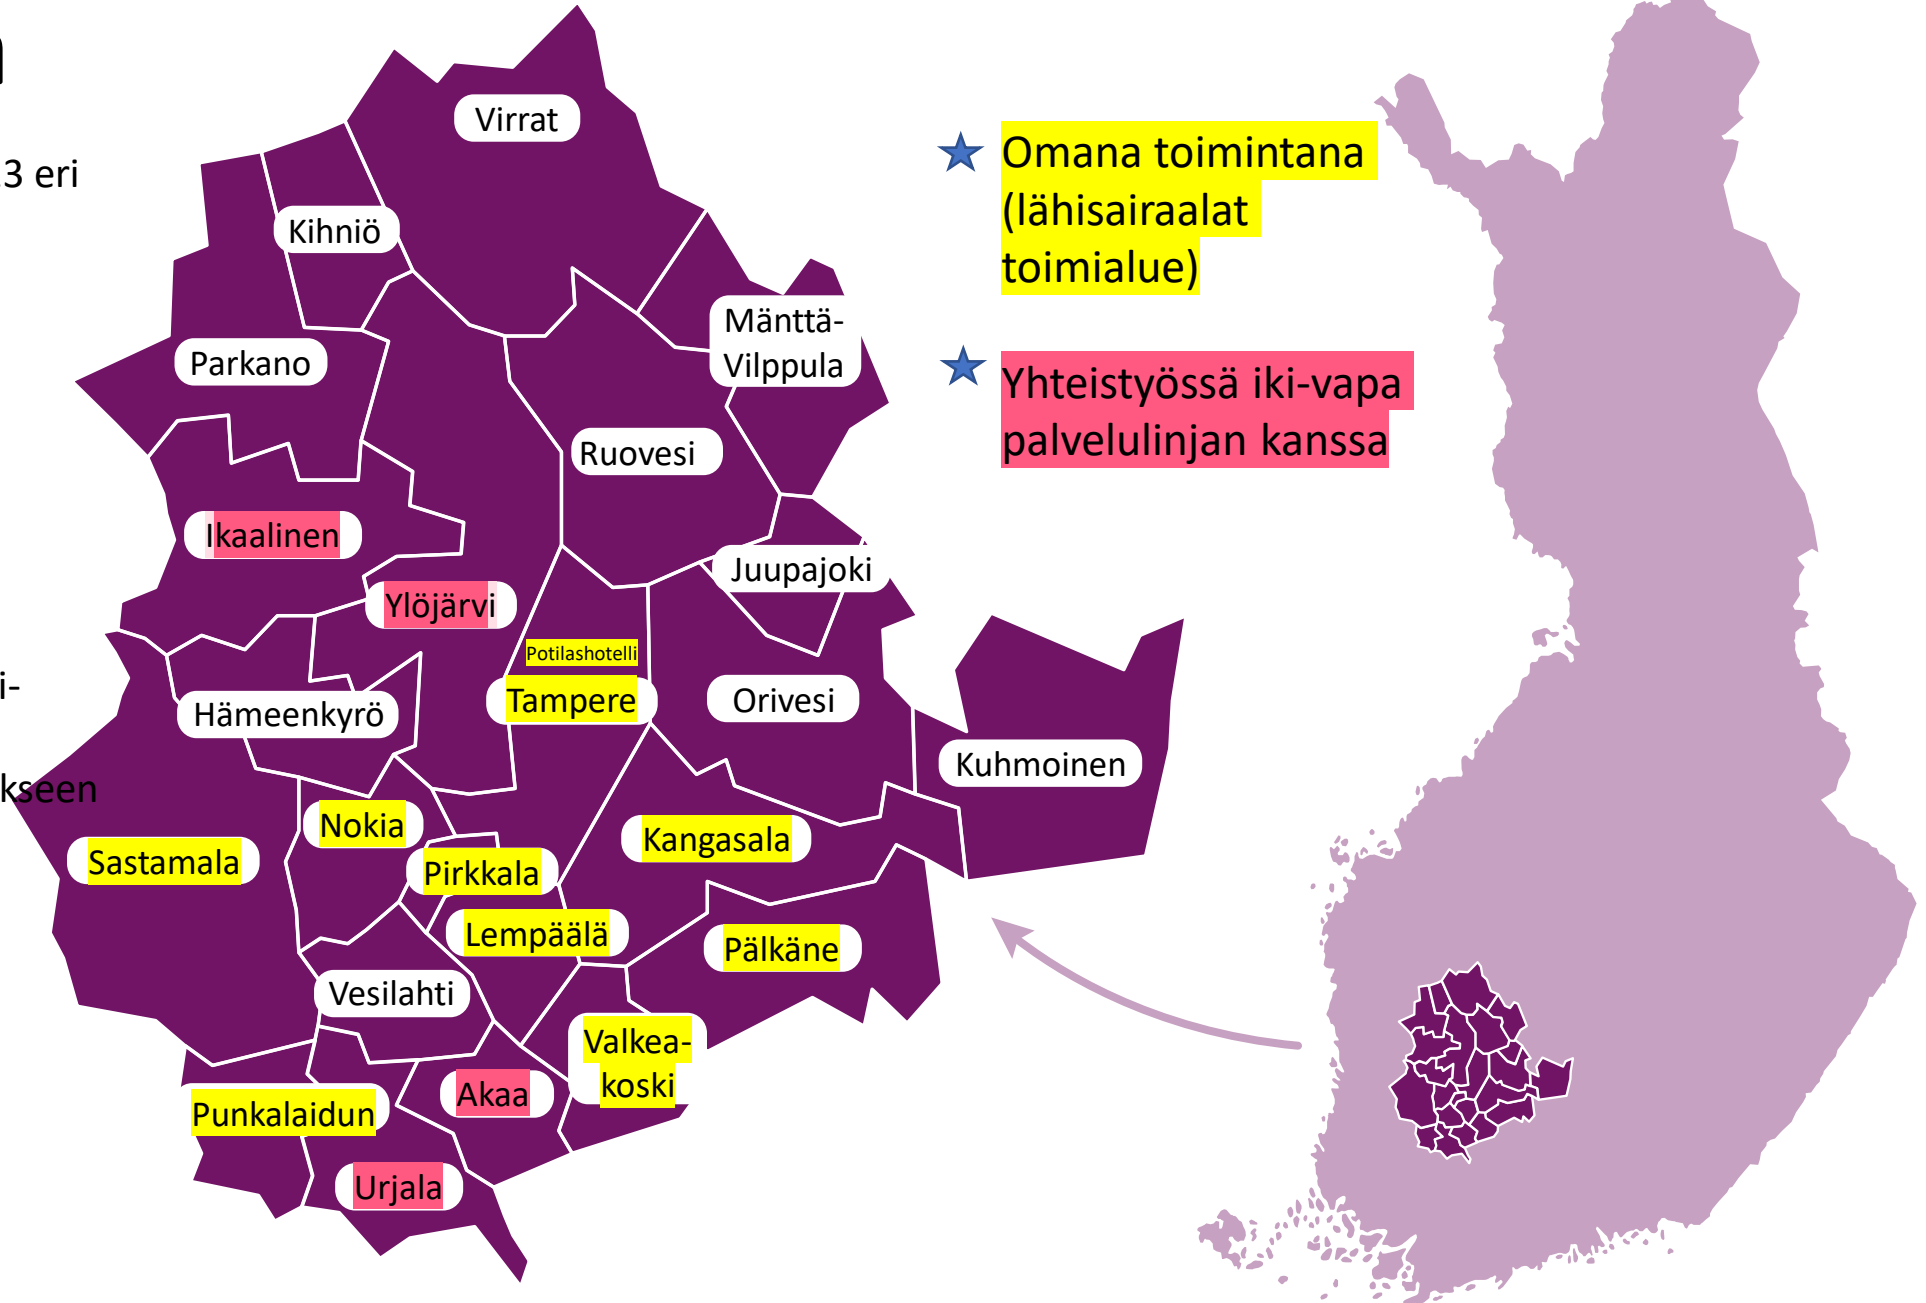 3 eri
i-
kseen
Virrat
Kihniö
Mänttä-
Vilppula
Parkano
Ruovesi
Ikaalinen
Juupajoki
Ylöjärvi
Potilashotelli
Tampere
Orivesi
Hämeenkyrö
Kuhmoinen
Nokia
Kangasala
Sastamala
Pirkkala
Lempäälä
Pälkäne
Vesilahti
Valkea-
koski
Akaa
Punkalaidun
Urjala
Omana toimintana
(lähisairaalat
toimialue)
Yhteistyössä iki-vapa
palvelulinjan kanssa